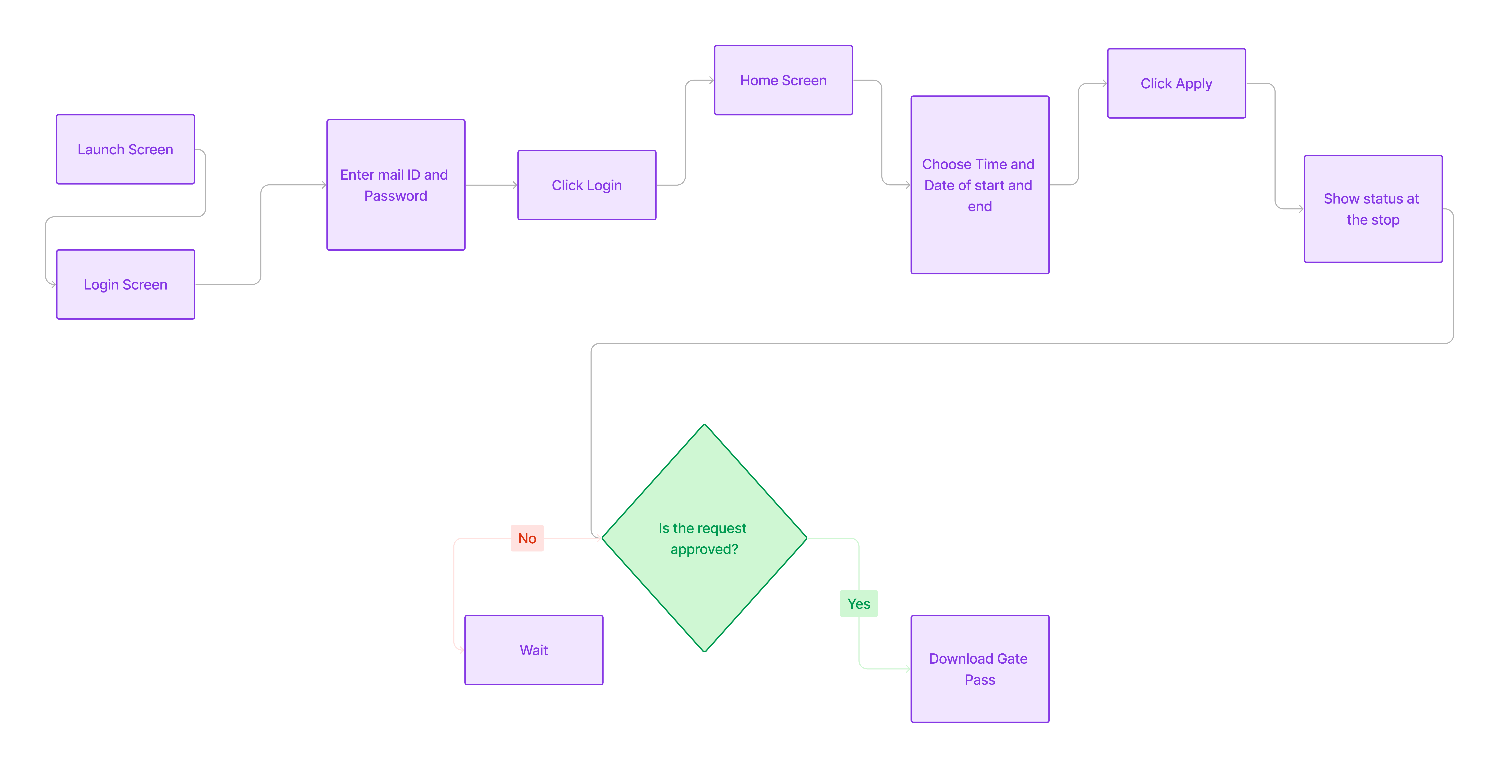 Launch Screen
Login Screen
Enter mail ID and
Password
Click Login
Home Screen
Choose Time and
Date of start and
end
Click Apply
Show status at
the stop
Is the request
approved?
No
Wait
Yes
Download Gate
Pass